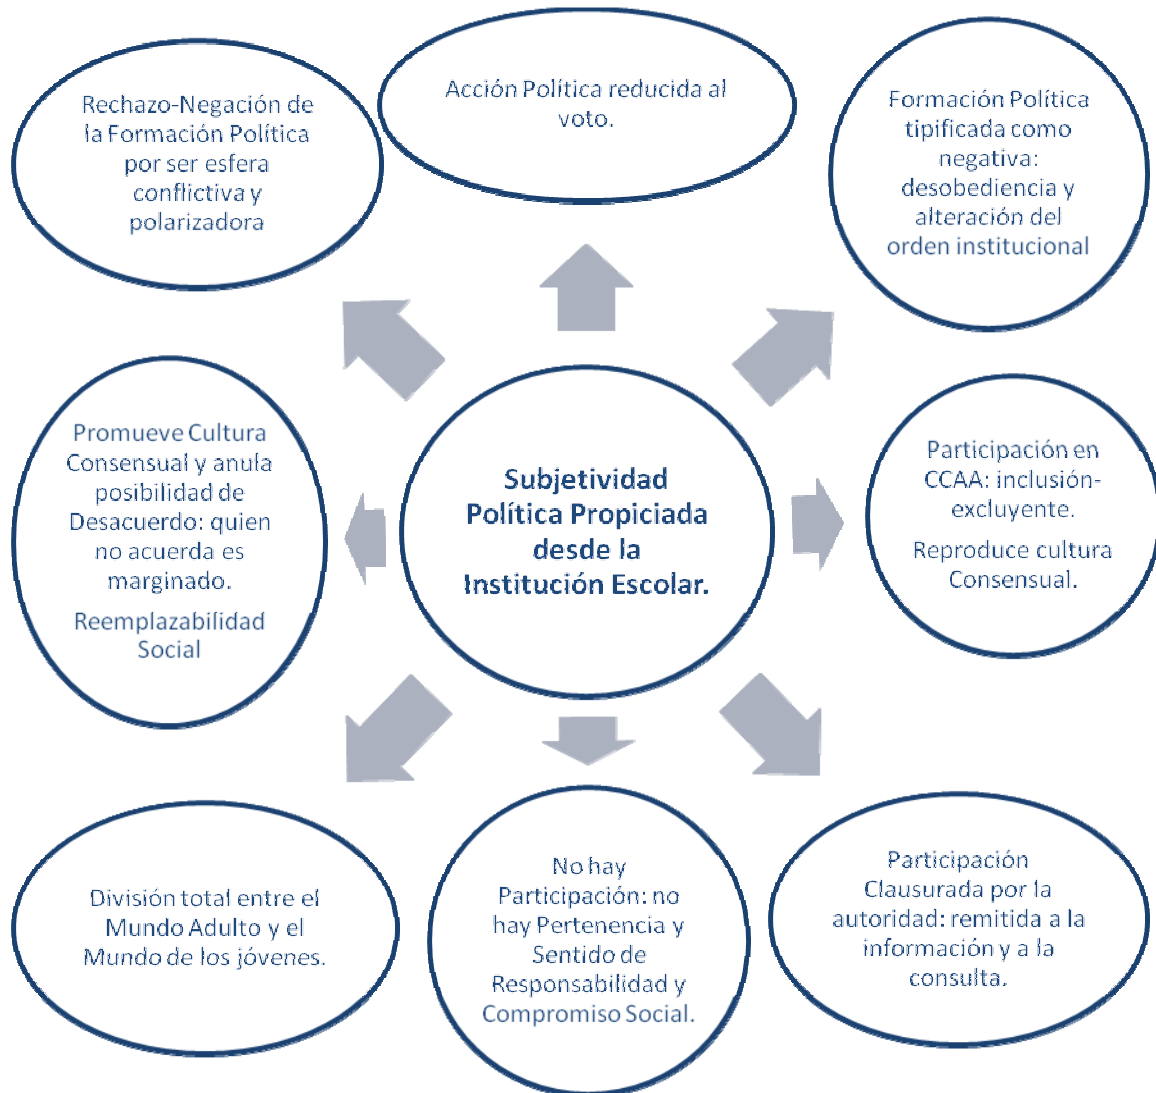 Rechazo-Negación de
la Formación Política
por ser esfera
conflictiva y
polarizadora
Acción Política reducida al
voto.
Formación Política
tipificada como
negativa:
desobediencia y
alteración del
orden institucional
Promueve Cultura
Consensual y anula
posibilidad de
Desacuerdo: quien
no acuerda es
marginado.
Reemplazabilidad
Social
Subjetividad
Política Propiciada
desde la
Institución Escolar.
Participación en
CCAA: inclusión-
excluyente.
Reproduce cultura
Consensual.
División total entre el
Mundo Adulto y el
Mundo de los jóvenes.
No hay
Participación: no
hay Pertenencia y
Sentido de
Responsabilidad y
Compromiso Social.
Participación
Clausurada por la
autoridad: remitida a la
información y a la
consulta.